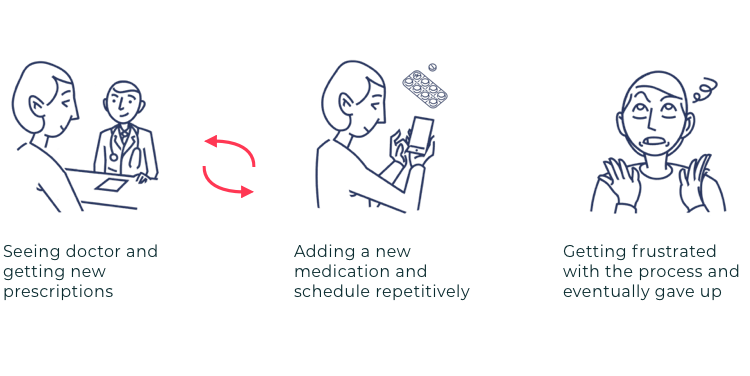 Seeing doctor and
getting new
prescriptions
Adding a new
medication and
schedule repetitively
Getting frustrated
with the process and
eventually gave up